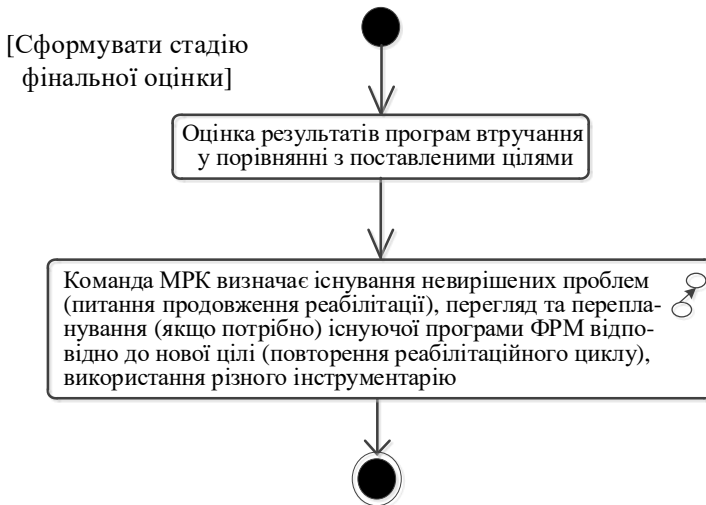 [Сформувати стадію
фінальної оцінки]
Оцінка результатів програм втручання
у порівнянні з поставленими цілями
Команда МРК визначає існування невирішених проблем
(питання продовження реабілітації), перегляд та перепла-
нування (якщо потрібно) існуючої програми ФРМ відпо-
відно до нової цілі (повторення реабілітаційного циклу),
використання різного інструментарію